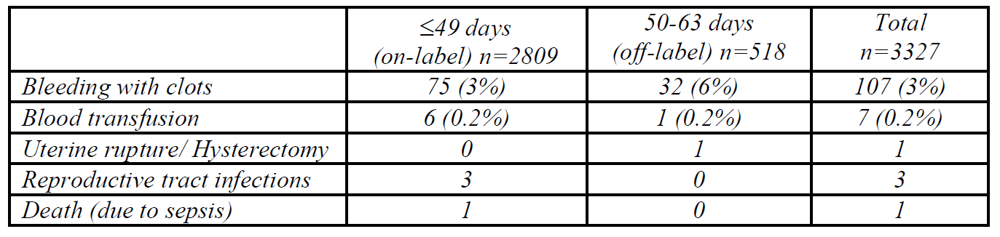 ≤49 days
(on-label) n=2809
50-63 days
(off-label) n=518
Total
n=3327
Bleeding with clots 75 (3%) 32 (6%) 107 (3%)
Blood transfusion 6 (0.2%) 1 (0.2%) 7 (0.2%)
Uterine rupture/ Hysterectomy 0 1 1
Reproductive tract infections 3 0 3
Death (due to sepsis) 1 0 1